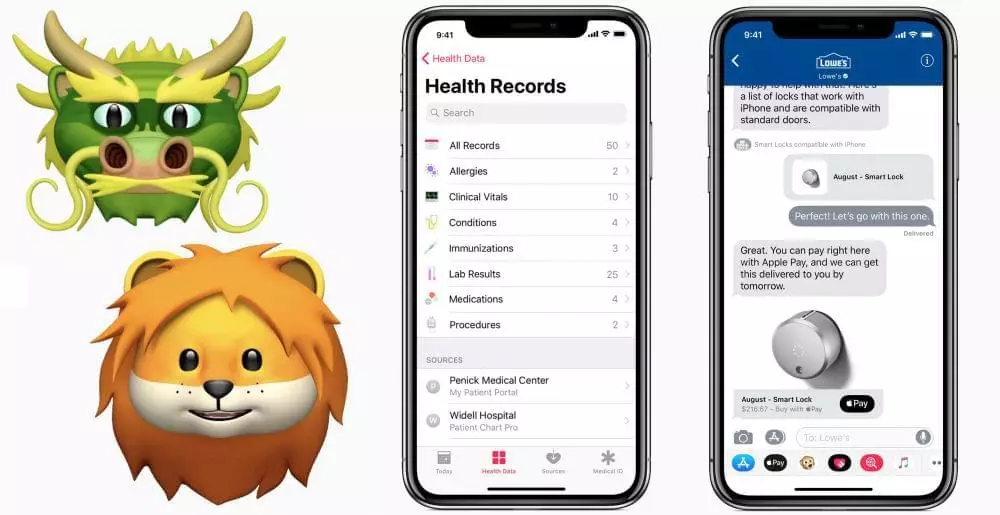 9:41
Health Data
Health Records
Search
All Records 50
Allergies 2
Clinical Vitals 10
Conditions 4
Immunizations 3
Lab Results 25
Medications 4
Procedures 2
SOURCES
Penick Medical Center
My Patient Portal
Widell Hospital
Patient Chart Pro
Today Health Data Sources Medical ID
9:41
LOWE'S
Lowe's
happy to help with that. Here's
a list of locks that work with
iPhone and are compatible with
standard doors.
Smart Locks compatible with iPhone
August - Smart Lock
Perfect! Let's go with this one.
Delivered
Great. You can pay right here
with Apple Pay, and we can get
this delivered to you by
tomorrow.
August - Smart Lock
$216.67 - Buy with Pay
Pay
To: Lowe's
Pay